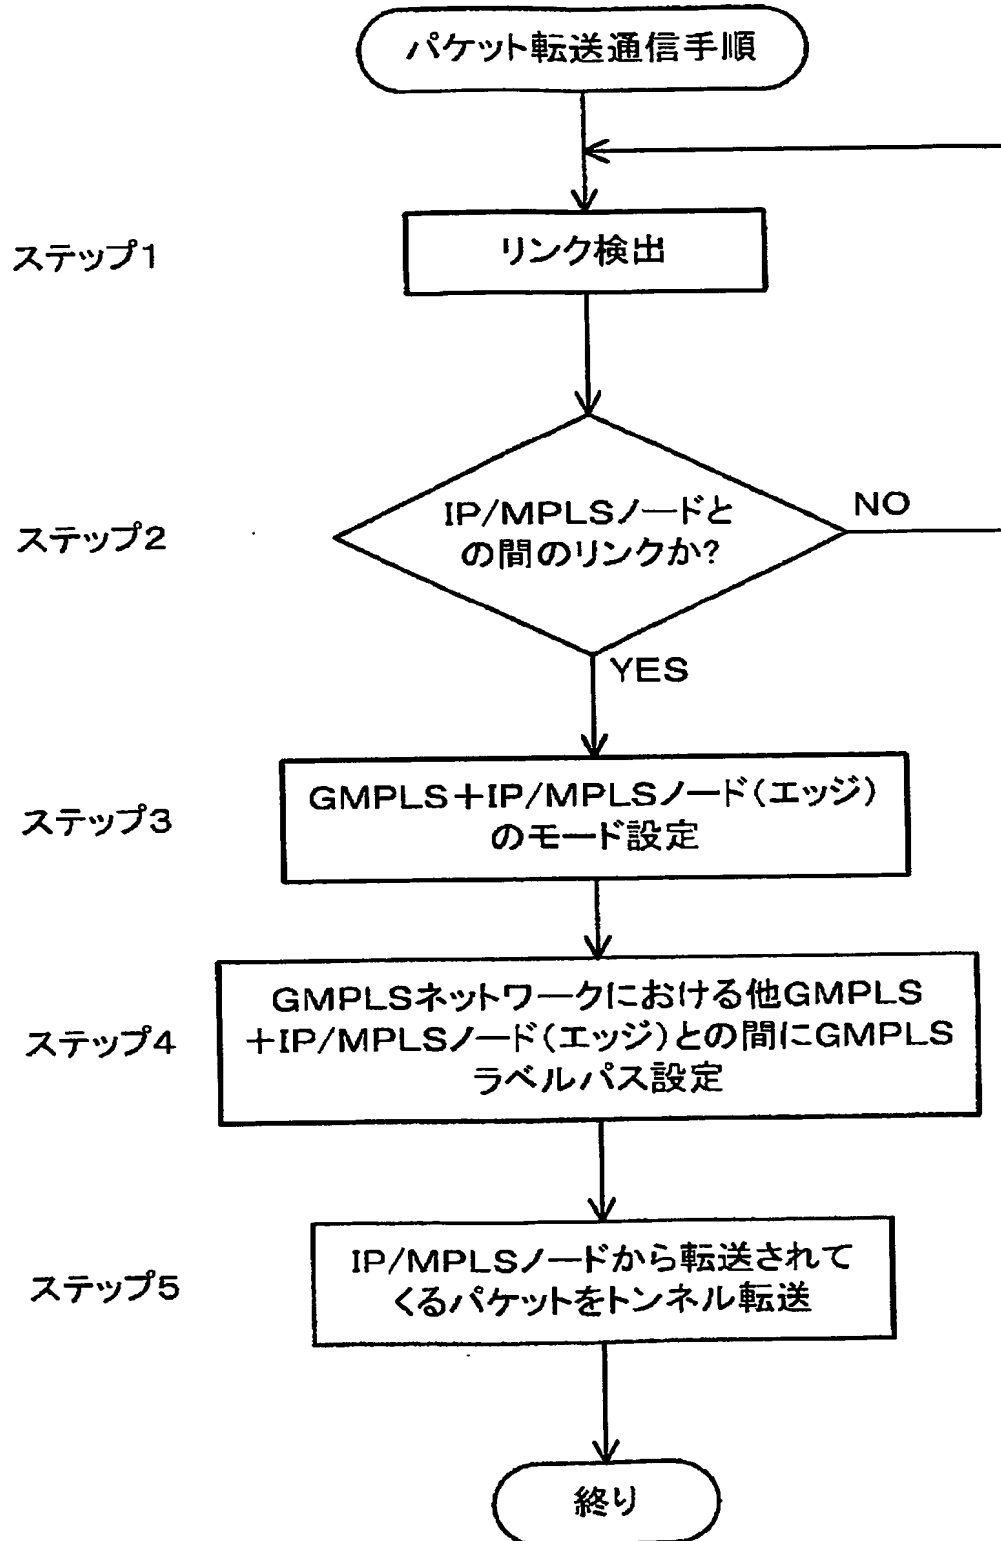 パケット転送通信手順
ステップ1
リンク検出
ステップ2
IP/MPLSノードと
の間のリンクか?
NO
YES
ステップ3
GMPLS+IP/MPLSノード(エッジ)
のモード設定
ステップ4
GMPLSネットワークにおける他GMPLS
+IP/MPLSノード(エッジ)との間にGMPLS
ラベルパス設定
ステップ5
IP/MPLSノードから転送されて
くるパケットをトンネル転送
終り